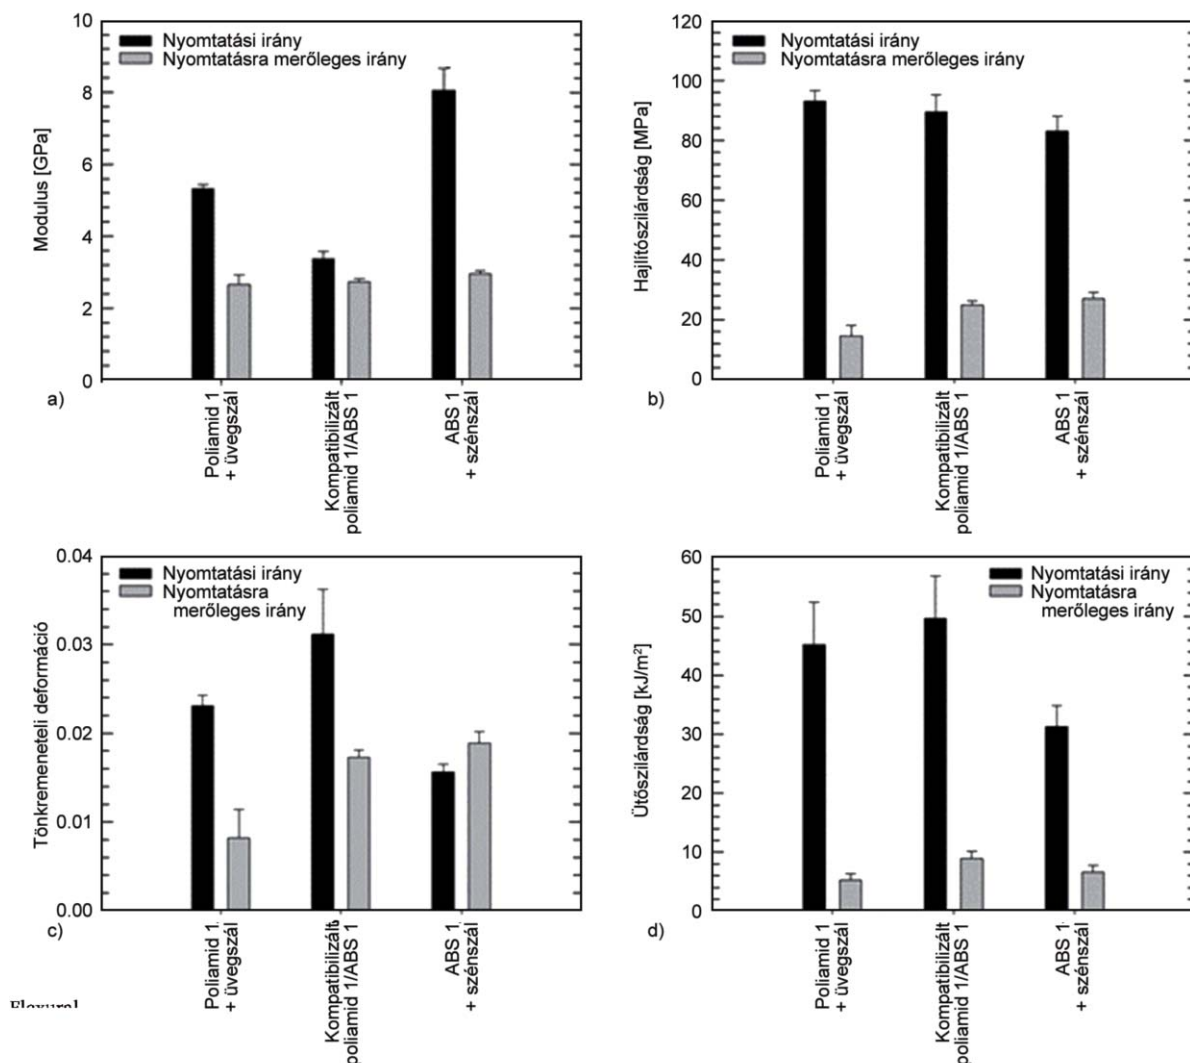 Nyomtatási irány
Nyomtatásra merőleges irány
Modulus [GPa]
10
8
6
4
2
0
a)
Poliamid 1
+ üvegszál
Kompatibilizált
poliamid 1/ABS 1
ABS 1
+ szénszál
Nyomtatási irány
Nyomtatásra merőleges irány
Hajlítószilárdság [MPa]
120
100
80
60
40
20
0
b)
Poliamid 1
+ üvegszál
Kompatibilizált
poliamid 1/ABS 1
ABS 1
+ szénszál
Nyomtatási irány
Nyomtatásra
merőleges irány
Tönkremeneteli deformáció
0.04
0.03
0.02
0.01
0.00
c)
Poliamid 1
+ üvegszál
Kompatibilizált
poliamid 1/ABS 1
ABS 1
+ szénszál
Nyomtatási irány
Nyomtatásra
merőleges irány
Ütőszilárdság [kJ/m²]
60
50
40
30
20
10
0
d)
Poliamid 1
+ üvegszál
Kompatibilizált
poliamid 1/ABS 1
ABS 1
+ szénszál